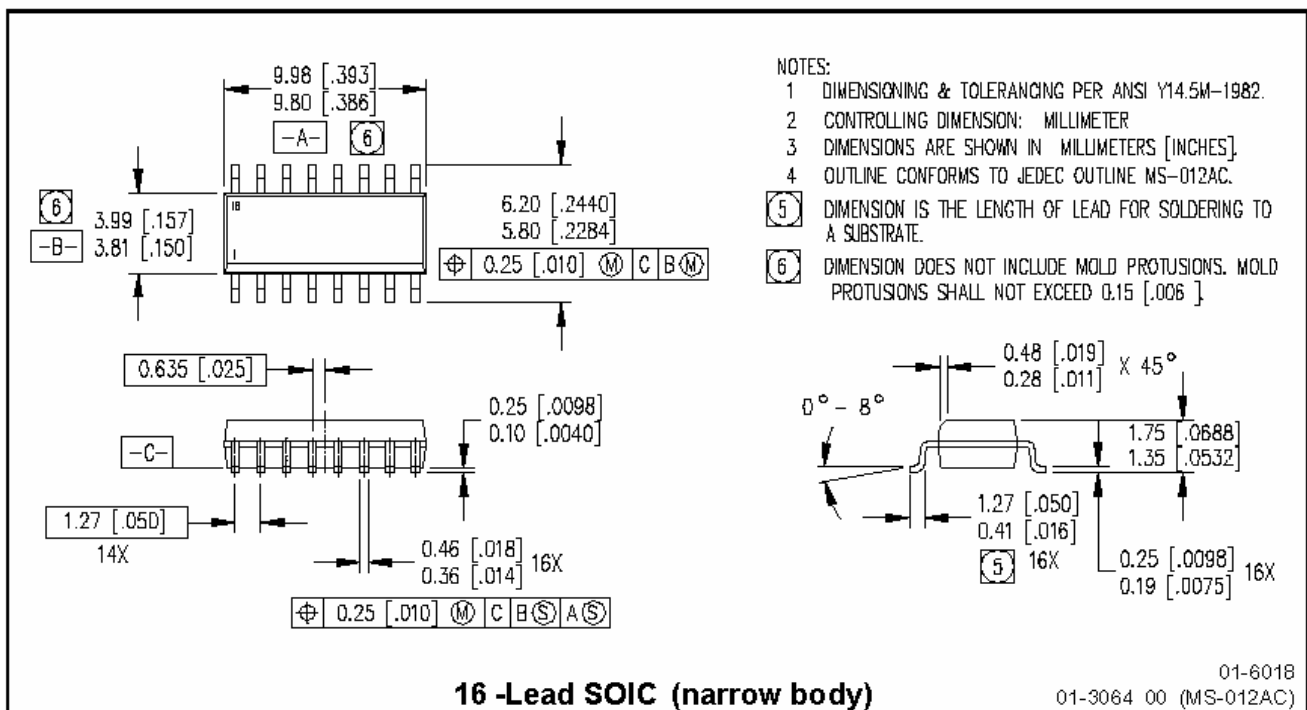 9.98 [.393]
9.80 [.386]
-A- 6
6
3.99 [.157]
3.81 [.150]
-B-
1
6.20 [.2440]
5.80 [.2284]
⌖ 0.25 [.010] Ⓜ C B Ⓜ
NOTES:
1 DIMENSIONING & TOLERANCING PER ANSI Y14.5M-1982.
2 CONTROLLING DIMENSION: MILLIMETER
3 DIMENSIONS ARE SHOWN IN MILLIMETERS [INCHES].
4 OUTLINE CONFORMS TO JEDEC OUTLINE MS-012AC.
5 DIMENSION IS THE LENGTH OF LEAD FOR SOLDERING TO
A SUBSTRATE.
6 DIMENSION DOES NOT INCLUDE MOLD PROTUSIONS. MOLD
PROTUSIONS SHALL NOT EXCEED 0.15 [.006 ].
0.635 [.025]
0.25 [.0098]
0.10 [.0040]
-C-
1.27 [.050]
14X
0.46 [.018]
0.36 [.014] 16X
⌖ 0.25 [.010] Ⓜ C B Ⓢ A Ⓢ
0.48 [.019]
0.28 [.011] X 45°
0° - 8°
1.75 [.0688]
1.35 [.0532]
1.27 [.050]
0.41 [.016]
5 16X
0.25 [.0098]
0.19 [.0075] 16X
16 -Lead SOIC (narrow body)
01-6018
01-3064 00 (MS-012AC)